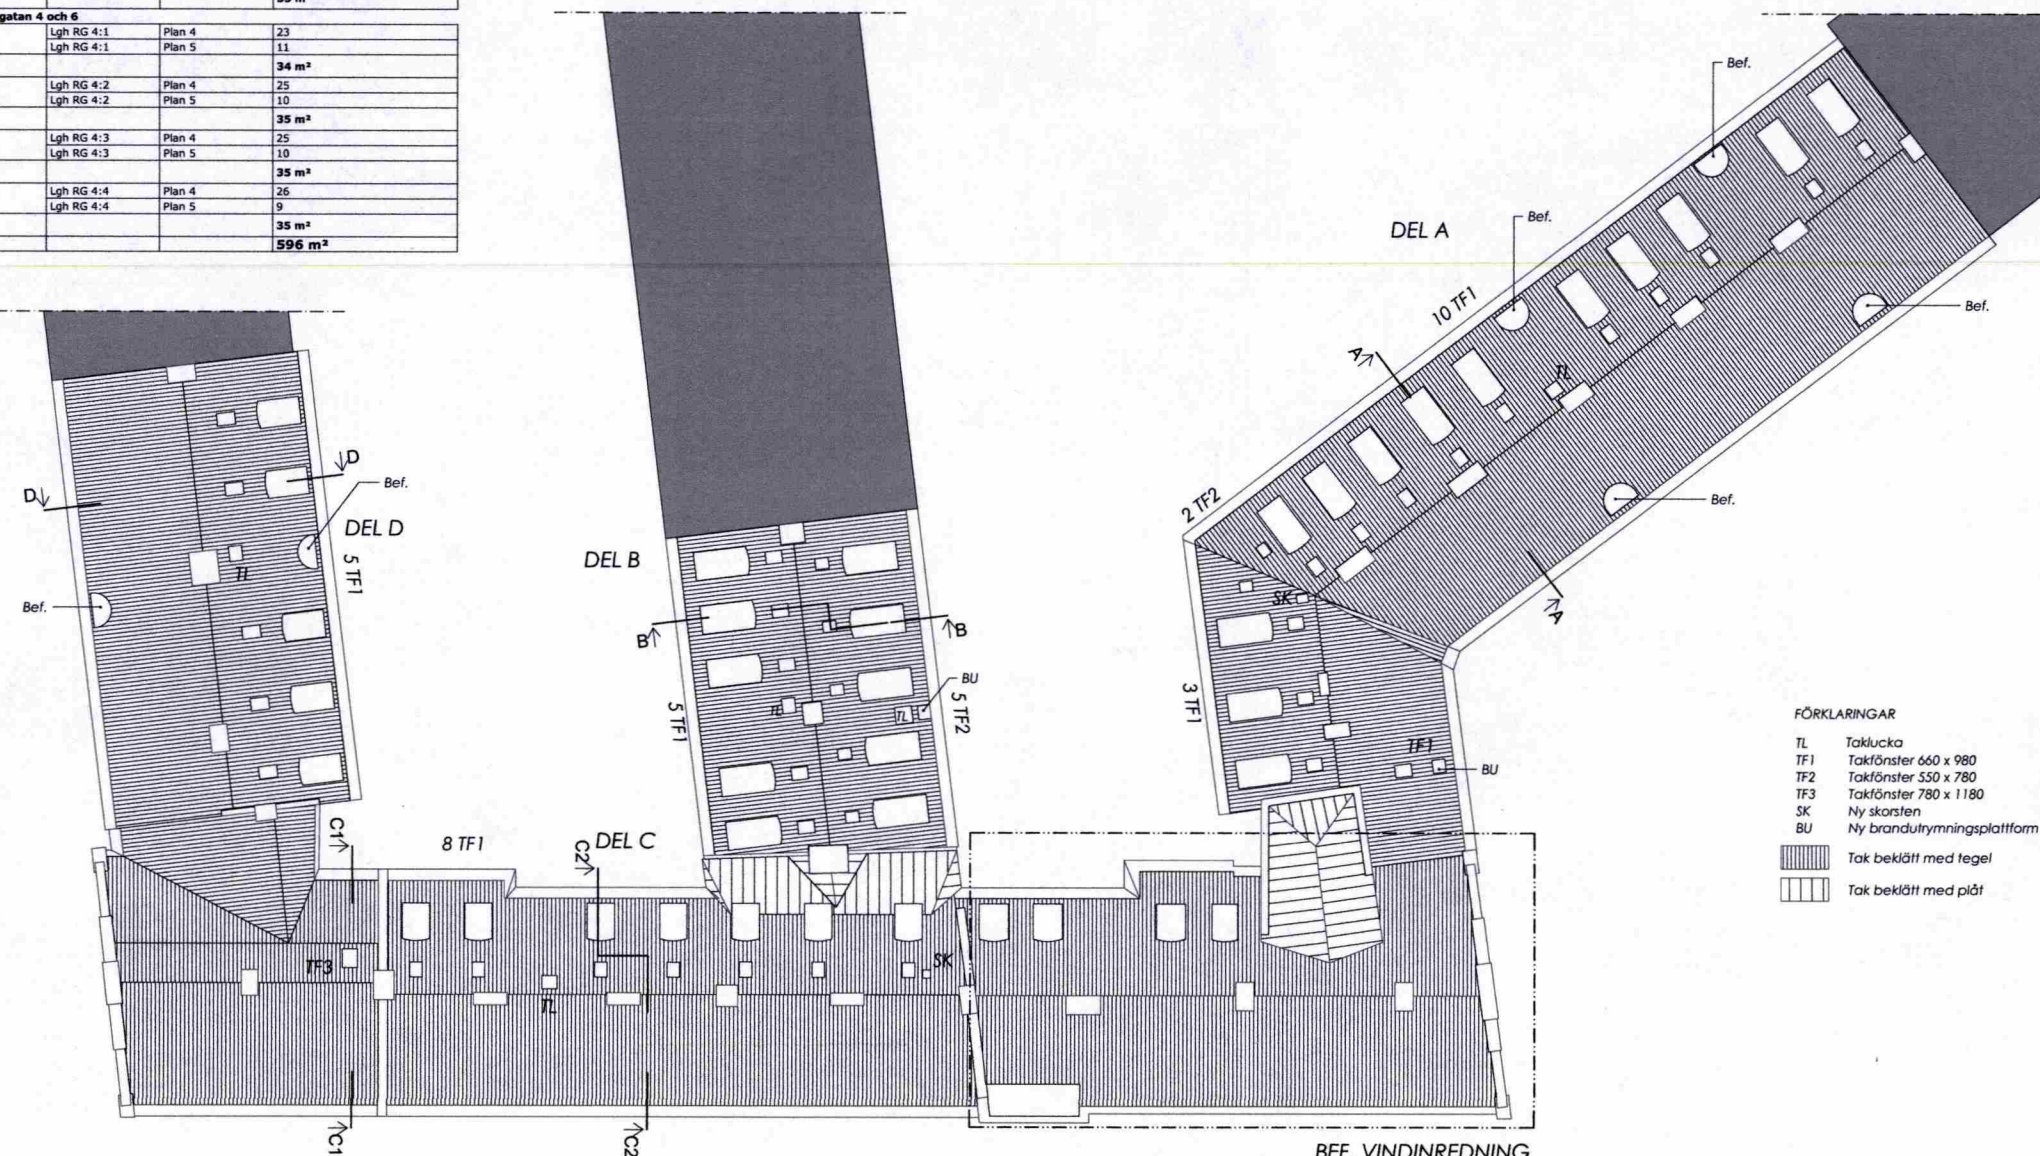 gatan 4 och 6
Lgh RG 4:1 Plan 4 23
Lgh RG 4:1 Plan 5 11
34 m²
Lgh RG 4:2 Plan 4 25
Lgh RG 4:2 Plan 5 10
35 m²
Lgh RG 4:3 Plan 4 25
Lgh RG 4:3 Plan 5 10
35 m²
Lgh RG 4:4 Plan 4 26
Lgh RG 4:4 Plan 5 9
35 m²
596 m²
Bef.
Bef.
DEL A
10 TF1
Bef.
A
TL
Bef.
2 TF2
A
SK
3 TF1
TF1
BU
D
D
Bef.
DEL D
5 TF1
TL
Bef.
DEL B
B
B
BU
TL
TL
5 TF1
5 TF2
C1
8 TF1
C2
DEL C
TF3
TL
SK
C1
C2
BEF. VINDINREDNING
FÖRKLARINGAR
TL Taklucka
TF1 Takfönster 660 x 980
TF2 Takfönster 550 x 780
TF3 Takfönster 780 x 1180
SK Ny skorsten
BU Ny brandutrymningsplattform
Tak beklätt med tegel
Tak beklätt med plåt